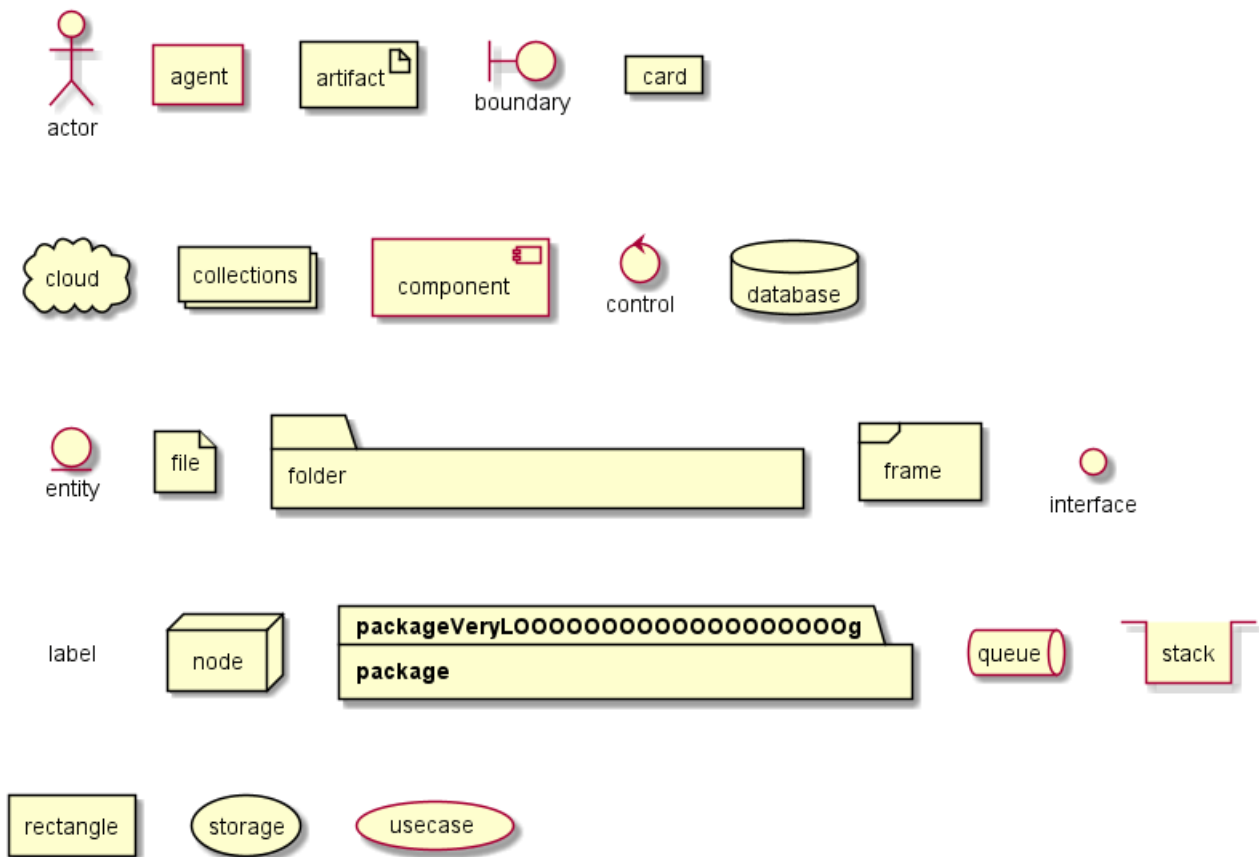 actor
agent
artifact
boundary
card
cloud
collections
component
control
database
entity
file
folder
frame
interface
label
node
packageVeryLOOOOOOOOOOOOOOOOOOOg
package
queue
stack
rectangle
storage
usecase